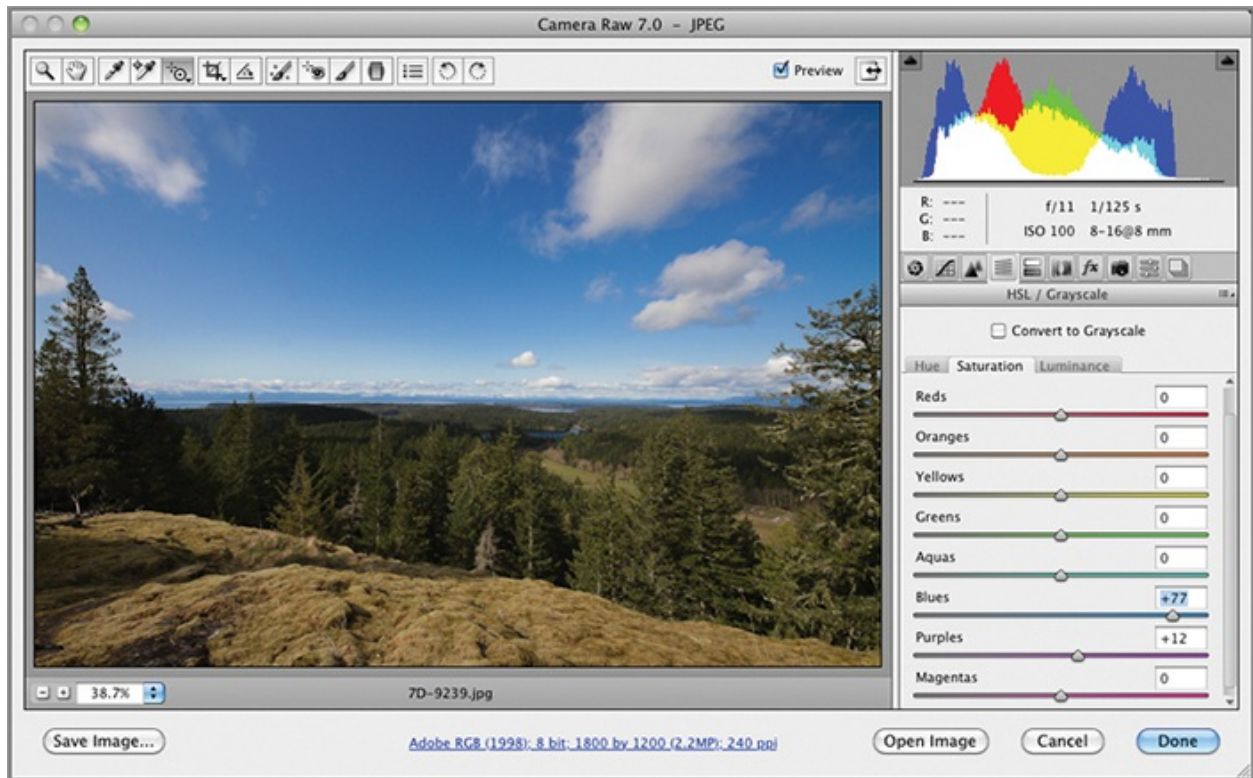 Camera Raw 7.0 – JPEG
Preview
R: ---
G: ---
B: ---
f/11 1/125 s
ISO 100 8-16@8 mm
fx
HSL / Grayscale
Convert to Grayscale
Hue Saturation Luminance
Reds 0
Oranges 0
Yellows 0
Greens 0
Aquas 0
Blues +77
Purples +12
Magentas 0
38.7% 7D-9239.jpg
Save Image... Adobe RGB (1998); 8 bit; 1800 by 1200 (2.2MP); 240 ppi Open Image Cancel Done